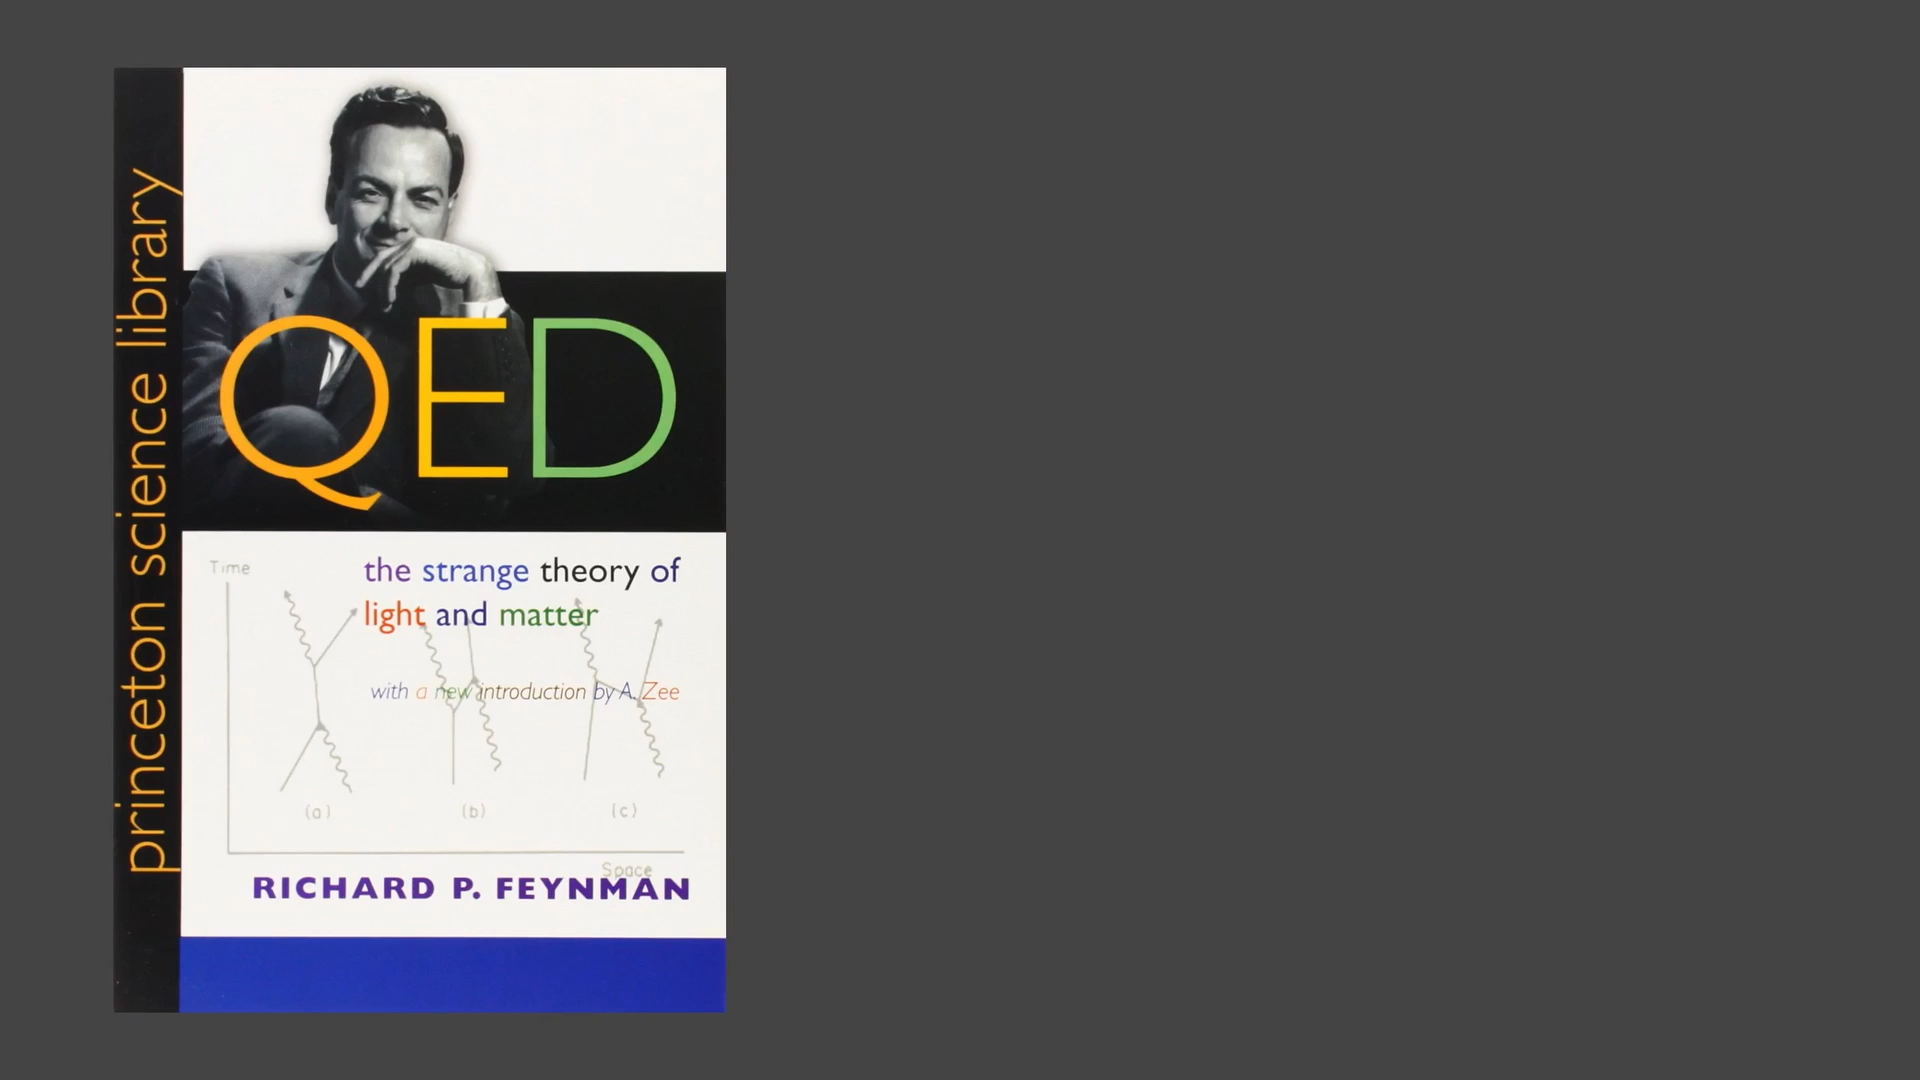 princeton science library
QED
the strange theory of
light and matter
with a new introduction by A. Zee
Time
(a)
(b)
(c)
Space
RICHARD P. FEYNMAN